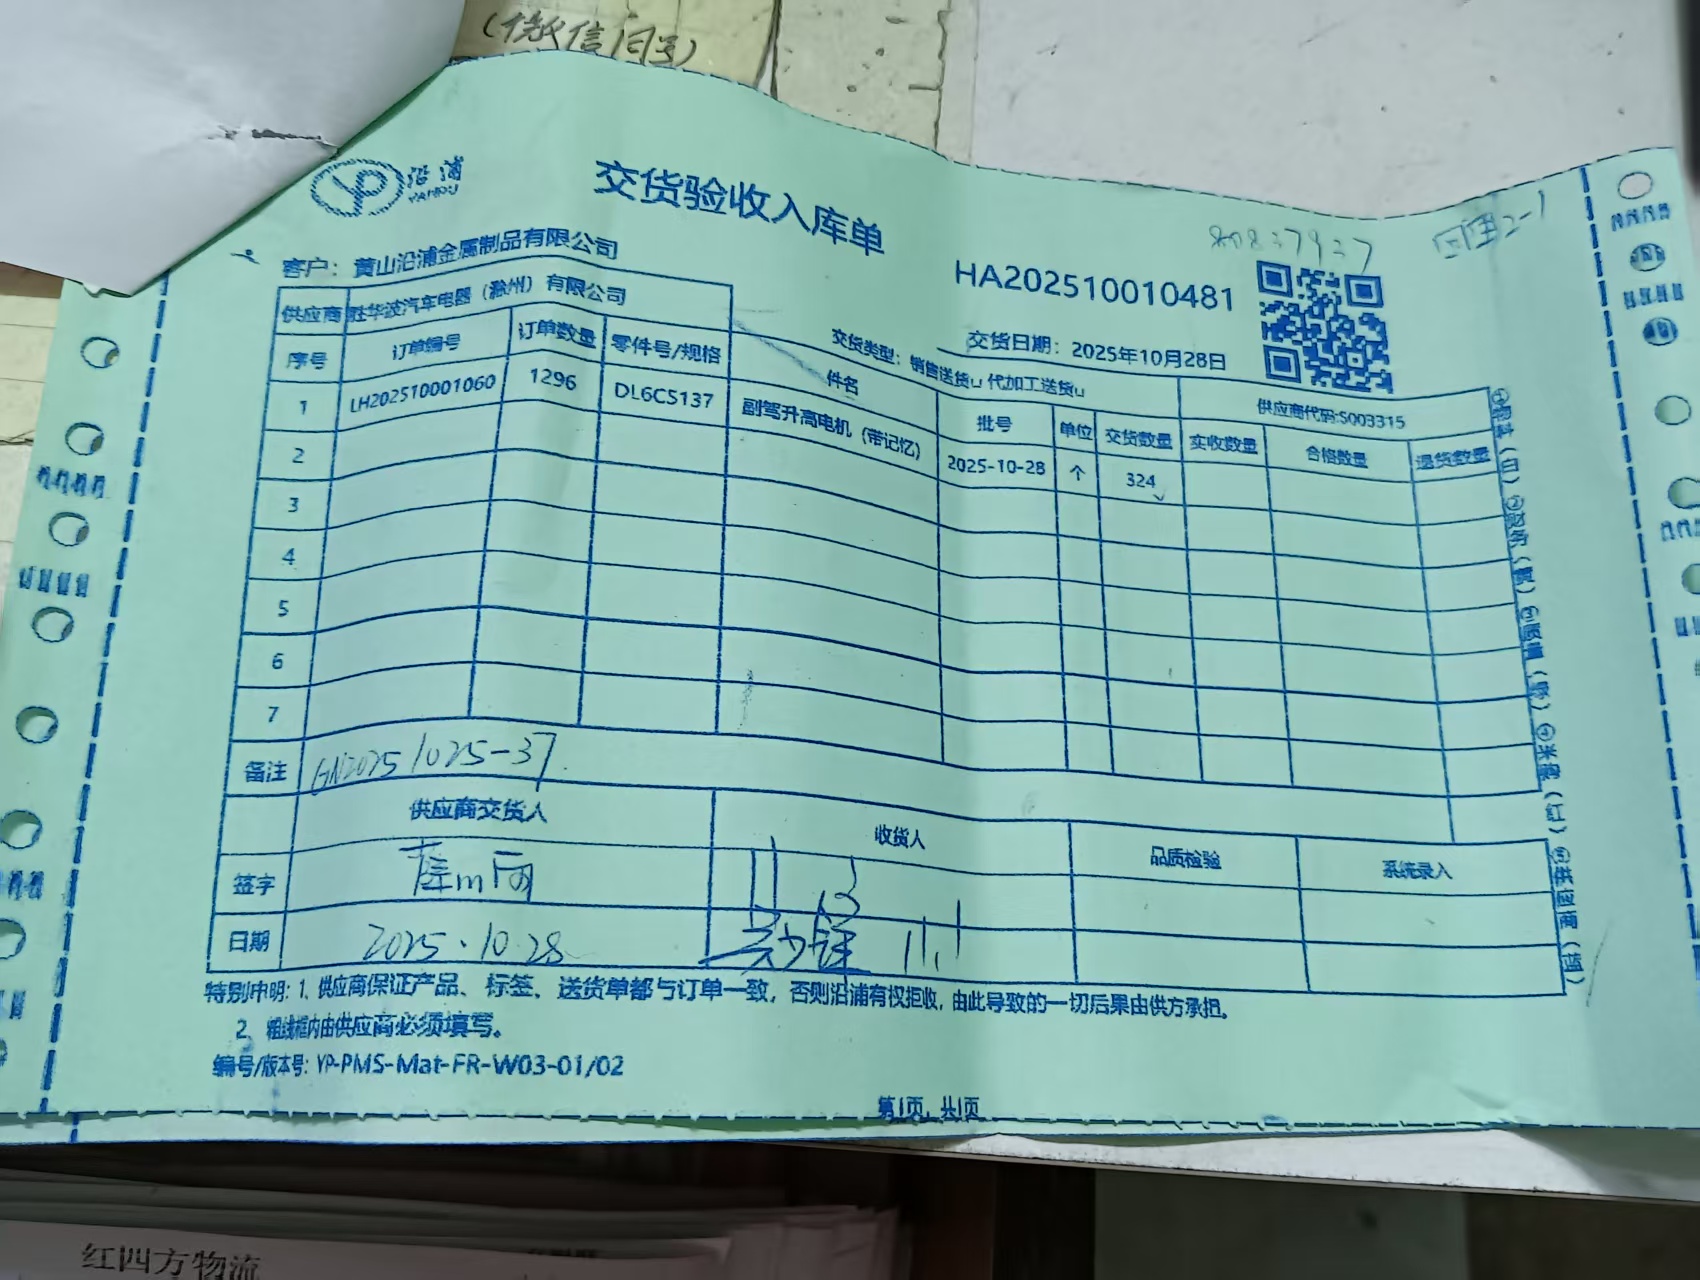 (微信同号)
沿浦
YANPU
交货验收入库单
80827927
回单2-1
客户：黄山沿浦金属制品有限公司
HA202510010481
供应商 胜华波汽车电器（滁州）有限公司
交货类型：销售送货 代加工送货
交货日期：2025年10月28日
供应商代码:S003315
序号 订单编号 订单数量 零件号/规格 件名 批号 单位 交货数量 实收数量 合格数量 退货数量
1 LH202510001060 1296 DL6CS137 副驾升高电机（带记忆） 2025-10-28 个 324
2
3
4
5
6
7
备注 GN20251025-37
供应商交货人 收货人 品质检验 系统录入
签字
日期 2025.10.28 11.1
特别申明: 1、供应商保证产品、标签、送货单都与订单一致，否则沿浦有权拒收，由此导致的一切后果由供方承担。
2、粗线框内由供应商必须填写。
编号/版本号: YP-PMS-Mat-FR-W03-01/02
第1页，共1页
红四方物流